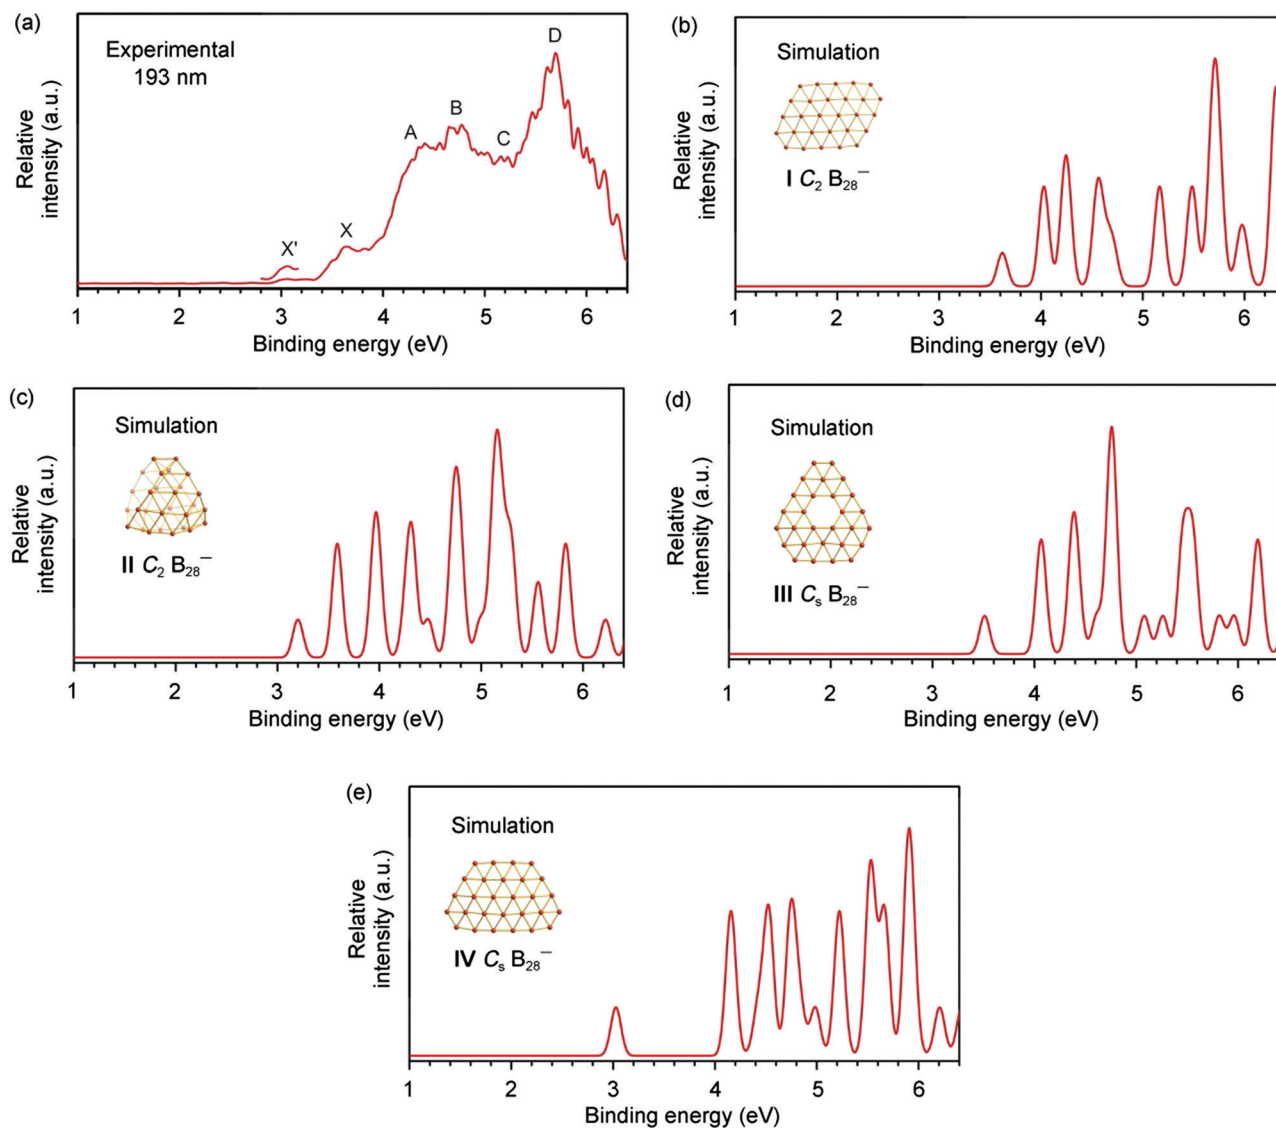 (a)
Experimental
193 nm
X'
X
A
B
C
D
Relative
intensity (a.u.)
1 2 3 4 5 6
Binding energy (eV)
(b)
Simulation
I C₂ B₂₈⁻
Relative
intensity (a.u.)
1 2 3 4 5 6
Binding energy (eV)
(c)
Simulation
II C₂ B₂₈⁻
Relative
intensity (a.u.)
1 2 3 4 5 6
Binding energy (eV)
(d)
Simulation
III Cₛ B₂₈⁻
Relative
intensity (a.u.)
1 2 3 4 5 6
Binding energy (eV)
(e)
Simulation
IV Cₛ B₂₈⁻
Relative
intensity (a.u.)
1 2 3 4 5 6
Binding energy (eV)